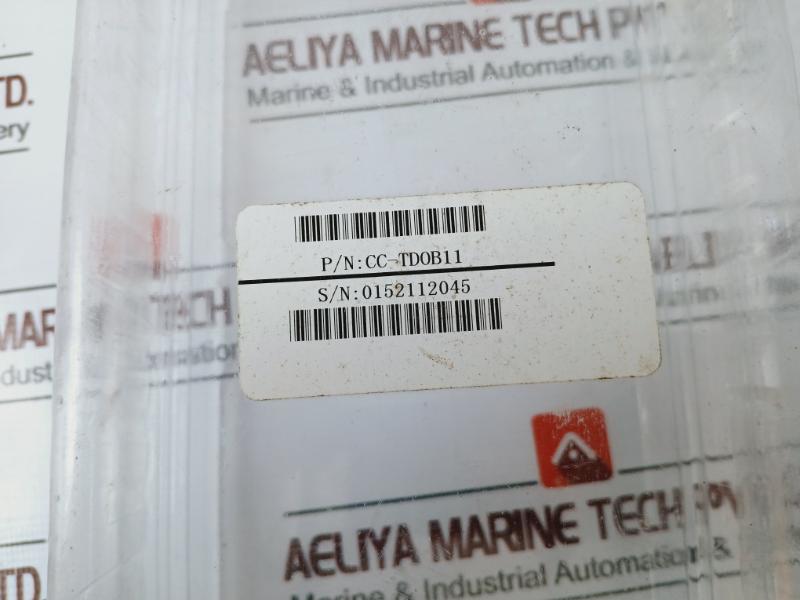 AELIYA MARINE TECH
Marine & Industrial Automation &
TD.
ery
P/N:CC-TDOB11
S/N:0152112045
TECH
MAR
dust
AELIYA MARINE TECH
Marine & Industrial Automation &
TD.